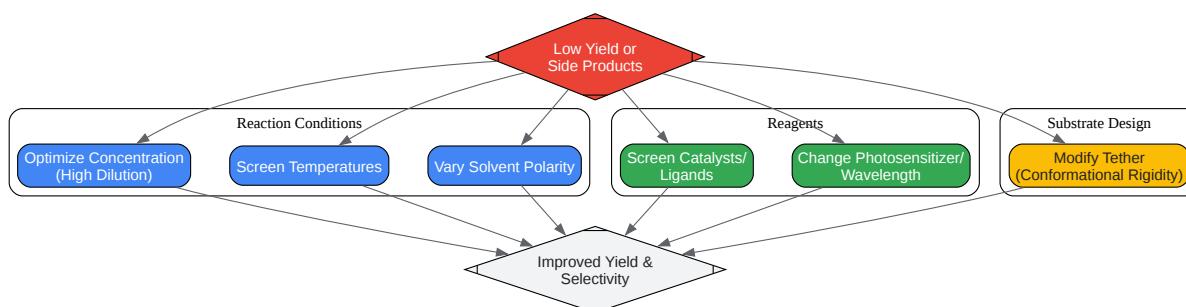 Low Yield or
Side Products
Reaction Conditions
Reagents
Substrate Design
Optimize Concentration
(High Dilution)
Screen Temperatures
Vary Solvent Polarity
Screen Catalysts/
Ligands
Change Photosensitizer/
Wavelength
Modify Tether
(Conformational Rigidity)
Improved Yield &
Selectivity